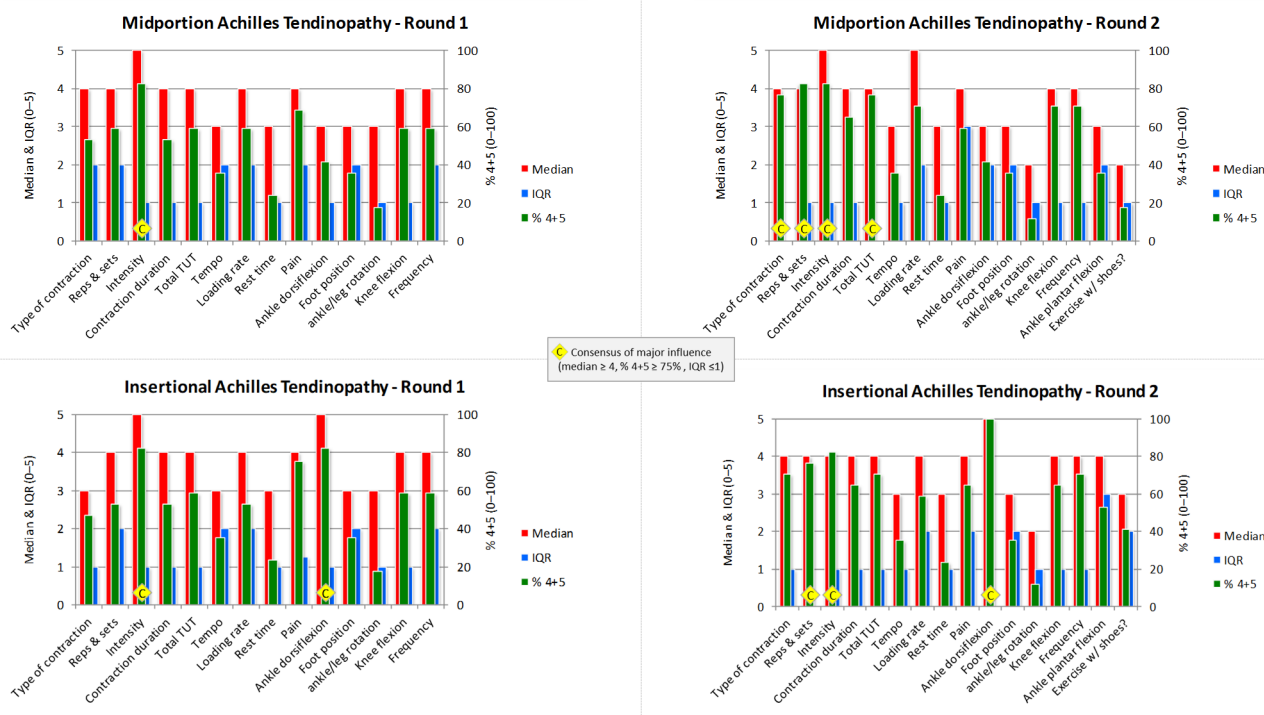 Midportion Achilles Tendinopathy - Round 1
Median & IQR (0–5)
5
4
3
2
1
0
100
80
60
40
20
0
% 4+5 (0–100)
Median
IQR
% 4+5
C
Type of contraction
Reps & sets
Intensity
Contraction duration
Total TUT
Tempo
Loading rate
Rest time
Pain
Ankle dorsiflexion
Foot position
ankle/leg rotation
Knee flexion
Frequency
Midportion Achilles Tendinopathy - Round 2
Median & IQR (0–5)
5
4
3
2
1
0
100
80
60
40
20
0
% 4+5 (0–100)
Median
IQR
% 4+5
C
C
C
C
Type of contraction
Reps & sets
Intensity
Contraction duration
Total TUT
Tempo
Loading rate
Rest time
Pain
Ankle dorsiflexion
Foot position
ankle/leg rotation
Knee flexion
Frequency
Ankle plantar flexion
Exercise w/ shoes?
C Consensus of major influence
(median ≥ 4, % 4+5 ≥ 75% , IQR ≤1)
Insertional Achilles Tendinopathy - Round 1
Median & IQR (0–5)
5
4
3
2
1
0
100
80
60
40
20
0
% 4+5 (0–100)
Median
IQR
% 4+5
C
C
Type of contraction
Reps & sets
Intensity
Contraction duration
Total TUT
Tempo
Loading rate
Rest time
Pain
Ankle dorsiflexion
Foot position
ankle/leg rotation
Knee flexion
Frequency
Insertional Achilles Tendinopathy - Round 2
Median & IQR (0–5)
5
4
3
2
1
0
100
80
60
40
20
0
% 4+5 (0–100)
Median
IQR
% 4+5
C
C
C
Type of contraction
Reps & sets
Intensity
Contraction duration
Total TUT
Tempo
Loading rate
Rest time
Pain
Ankle dorsiflexion
Foot position
ankle/leg rotation
Knee flexion
Frequency
Ankle plantar flexion
Exercise w/ shoes?